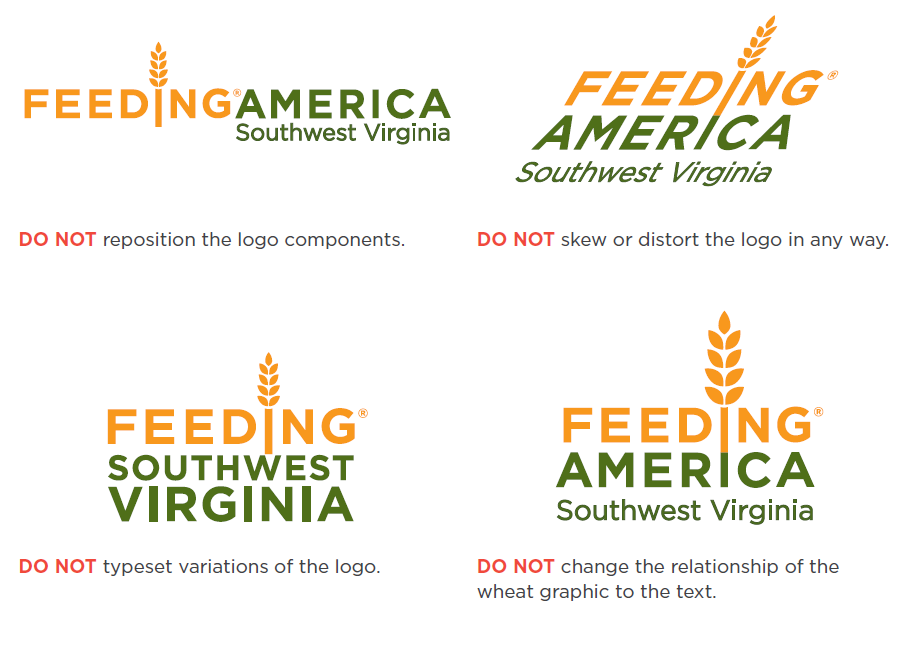 FEEDING®AMERICA
Southwest Virginia
DO NOT reposition the logo components.
FEEDING®
AMERICA
Southwest Virginia
DO NOT skew or distort the logo in any way.
FEEDING®
SOUTHWEST
VIRGINIA
DO NOT typeset variations of the logo.
FEEDING®
AMERICA
Southwest Virginia
DO NOT change the relationship of the
wheat graphic to the text.